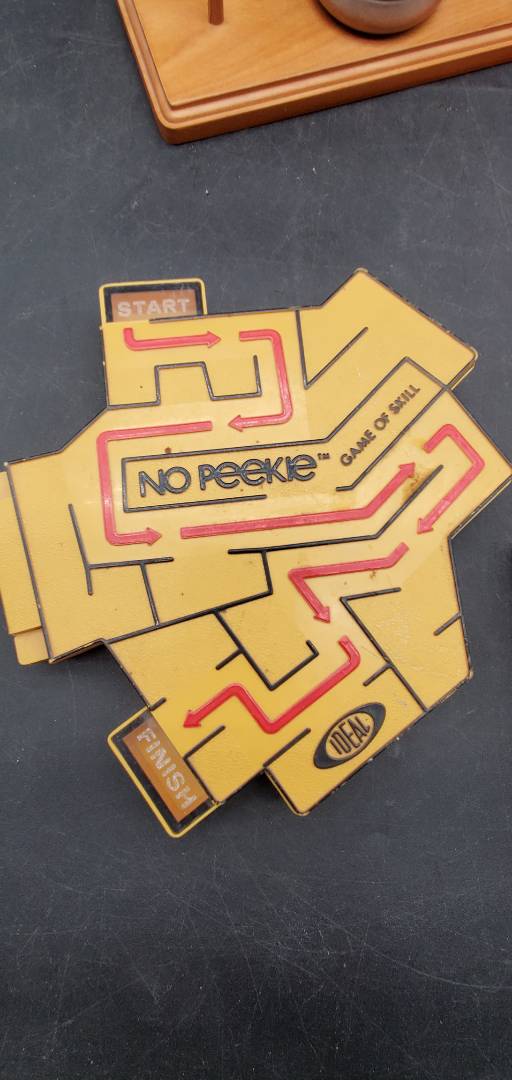 START
NO PEEKIE™
GAME OF SKILL
IDEAL
FINISH